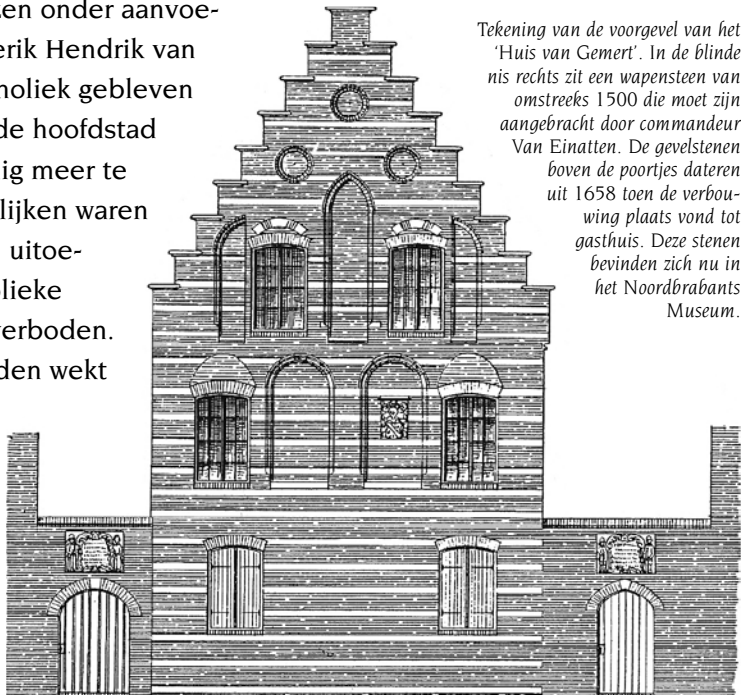 zen onder aanvoe-
erik Hendrik van
holiek gebleven
de hoofdstad
nig meer te
lijken waren
uitoe-
olieke
verboden.
den wekt
Tekening van de voorgevel van het
‘Huis van Gemert’. In de blinde
nis rechts zit een wapensteen van
omstreeks 1500 die moet zijn
aangebracht door commandeur
Van Einatten. De gevelstenen
boven de poortjes dateren
uit 1658 toen de verbou-
wing plaats vond tot
gasthuis. Deze stenen
bevinden zich nu in
het Noordbrabants
Museum.